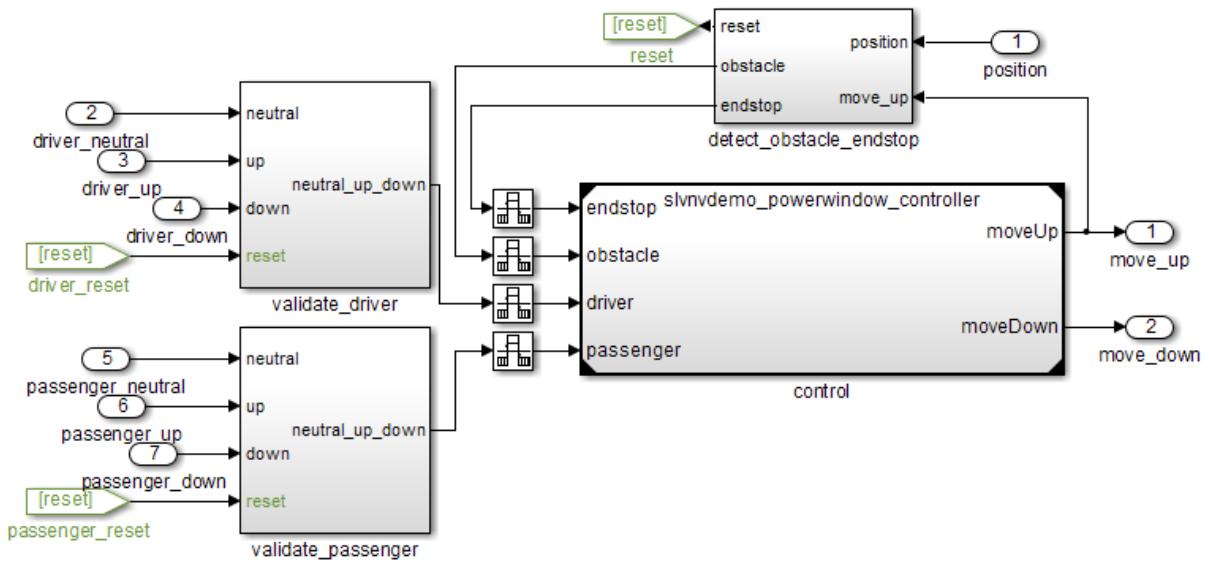 [reset]
reset
reset
obstacle
endstop
position
move_up
detect_obstacle_endstop
1
position
2
driver_neutral
3
driver_up
4
driver_down
[reset]
driver_reset
neutral
up
down
reset
neutral_up_down
validate_driver
slvnvdemo_powerwindow_controller
endstop
obstacle
driver
passenger
moveUp
moveDown
control
1
move_up
2
move_down
5
passenger_neutral
6
passenger_up
7
passenger_down
[reset]
passenger_reset
neutral
up
down
reset
neutral_up_down
validate_passenger